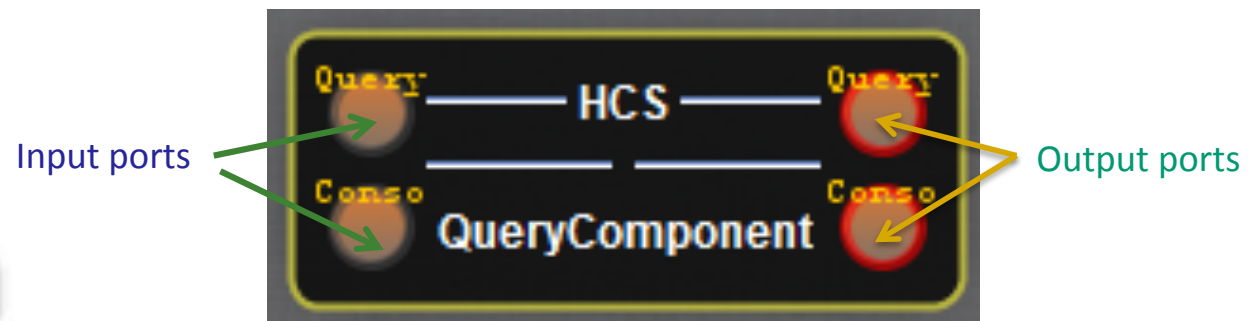 Query
HCS
Query
Input ports
Output ports
Conso
QueryComponent
Conso